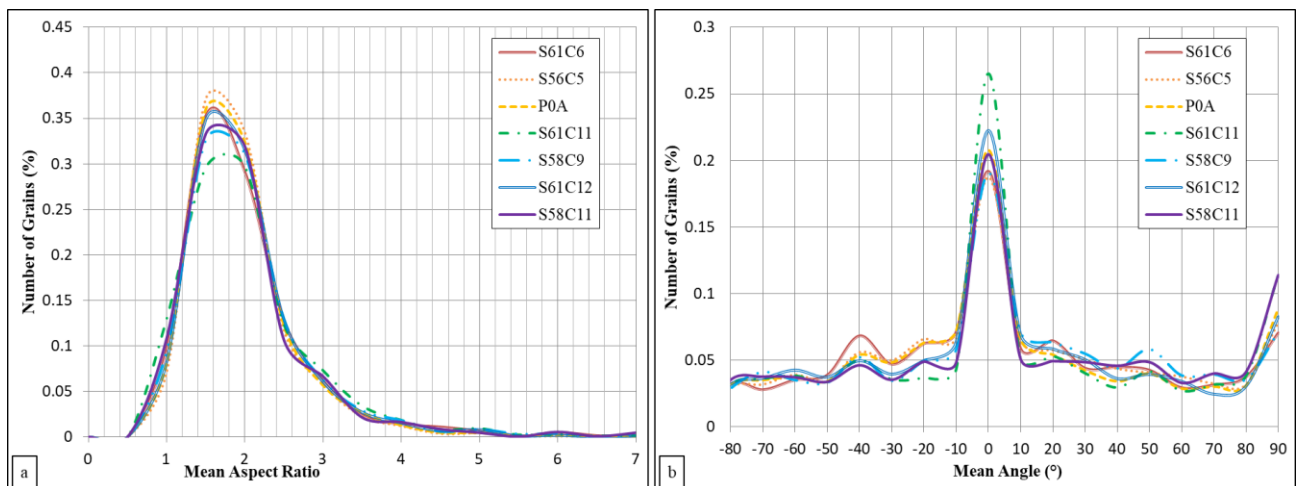 0.45
0.4
0.35
0.3
0.25
0.2
0.15
0.1
0.05
0
Number of Grains (%)
S61C6
S56C5
P0A
S61C11
S58C9
S61C12
S58C11
0 1 2 3 4 5 6 7
Mean Aspect Ratio
a
0.3
0.25
0.2
0.15
0.1
0.05
0
Number of Grains (%)
S61C6
S56C5
P0A
S61C11
S58C9
S61C12
S58C11
-80 -70 -60 -50 -40 -30 -20 -10 0 10 20 30 40 50 60 70 80 90
Mean Angle (°)
b